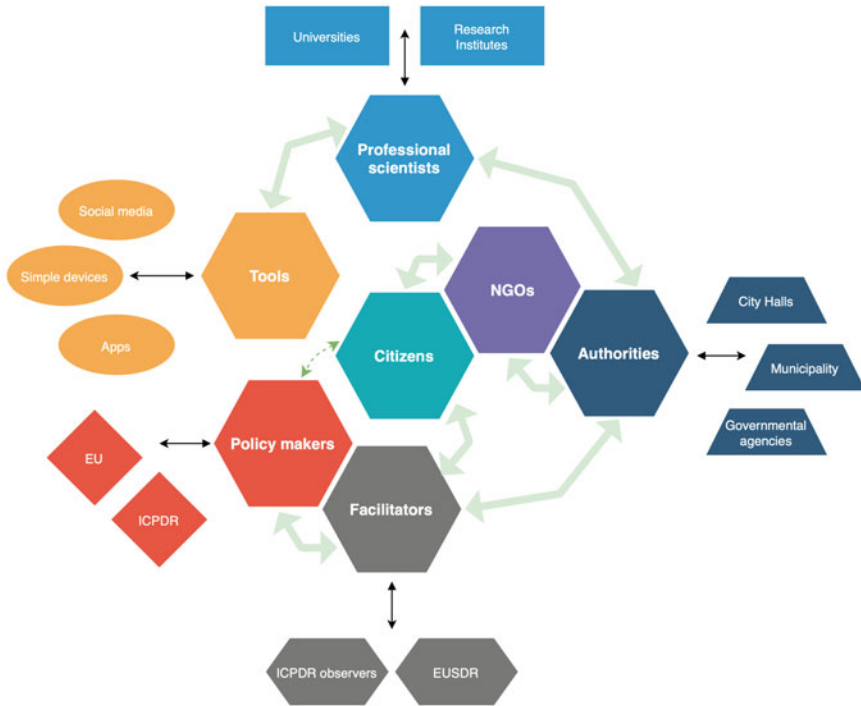 Universities
Research
Institutes
Professional
scientists
Social media
Simple devices
Apps
Tools
NGOs
Citizens
Authorities
City Halls
Municipality
Governmental
agencies
Policy makers
EU
ICPDR
Facilitators
ICPDR observers
EUSDR